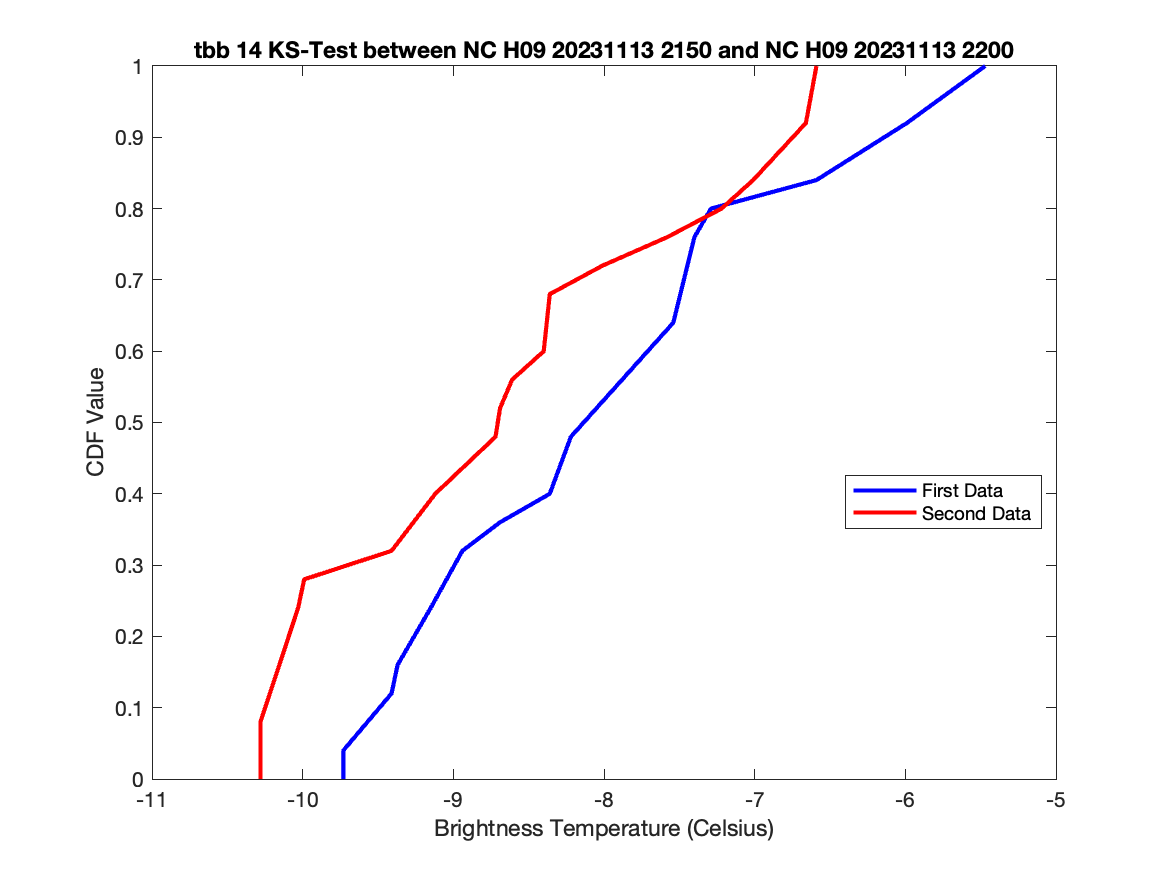 tbb 14 KS-Test between NC H09 20231113 2150 and NC H09 20231113 2200
1
0.9
0.8
0.7
0.6
0.5
0.4
0.3
0.2
0.1
0
CDF Value
First Data
Second Data
-11 -10 -9 -8 -7 -6 -5
Brightness Temperature (Celsius)